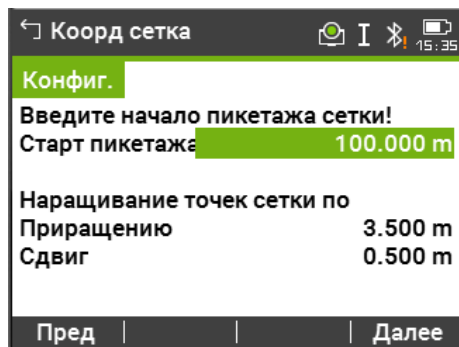 Коорд сетка
I
15:35
Конфиг.
Введите начало пикетажа сетки!
Старт пикетажа 100.000 m
Наращивание точек сетки по
Приращению 3.500 m
Сдвиг 0.500 m
Пред | | | Далее